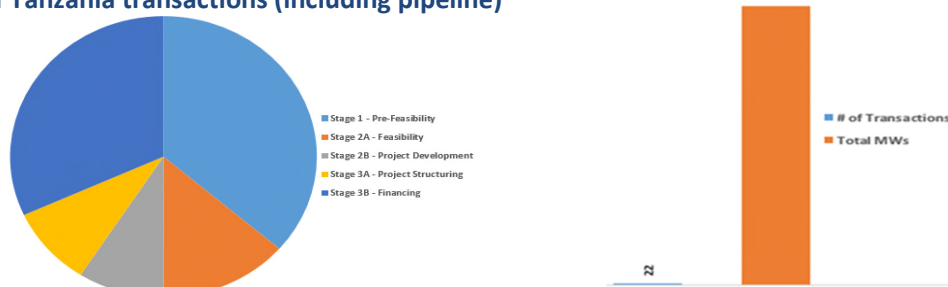 Tanzania transactions (including pipeline)
Stage 1 - Pre-Feasibility
Stage 2A - Feasibility
Stage 2B - Project Development
Stage 3A - Project Structuring
Stage 3B - Financing
# of Transactions
Total MWs
22